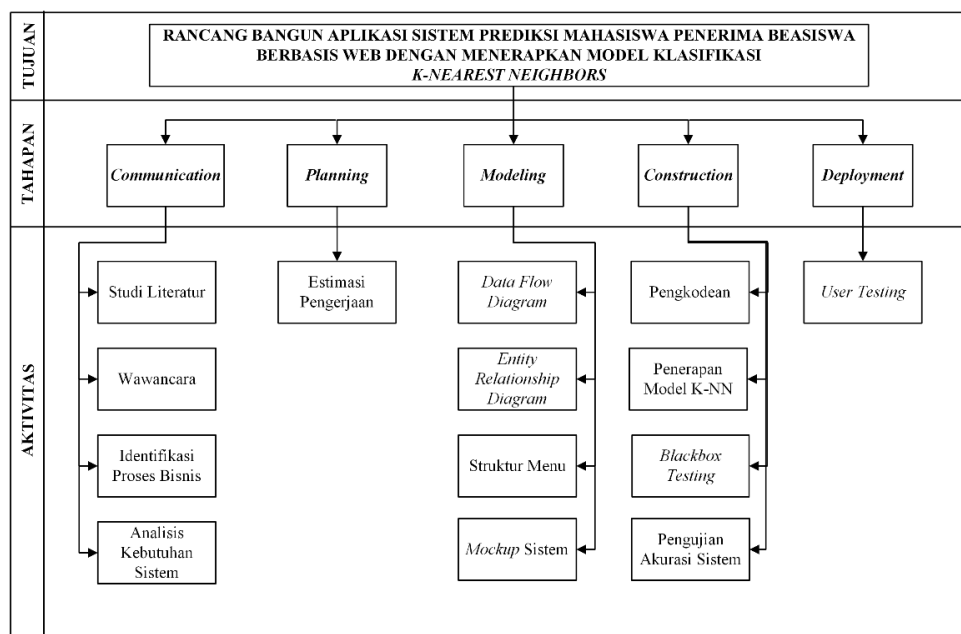 TUJUAN
RANCANG BANGUN APLIKASI SISTEM PREDIKSI MAHASISWA PENERIMA BEASISWA
BERBASIS WEB DENGAN MENERAPKAN MODEL KLASIFIKASI
K-NEAREST NEIGHBORS
TAHAPAN
Communication
Planning
Modeling
Construction
Deployment
AKTIVITAS
Studi Literatur
Wawancara
Identifikasi
Proses Bisnis
Analisis
Kebutuhan
Sistem
Estimasi
Pengerjaan
Data Flow
Diagram
Entity
Relationship
Diagram
Struktur Menu
Mockup Sistem
Pengkodean
Penerapan
Model K-NN
Blackbox
Testing
Pengujian
Akurasi Sistem
User Testing